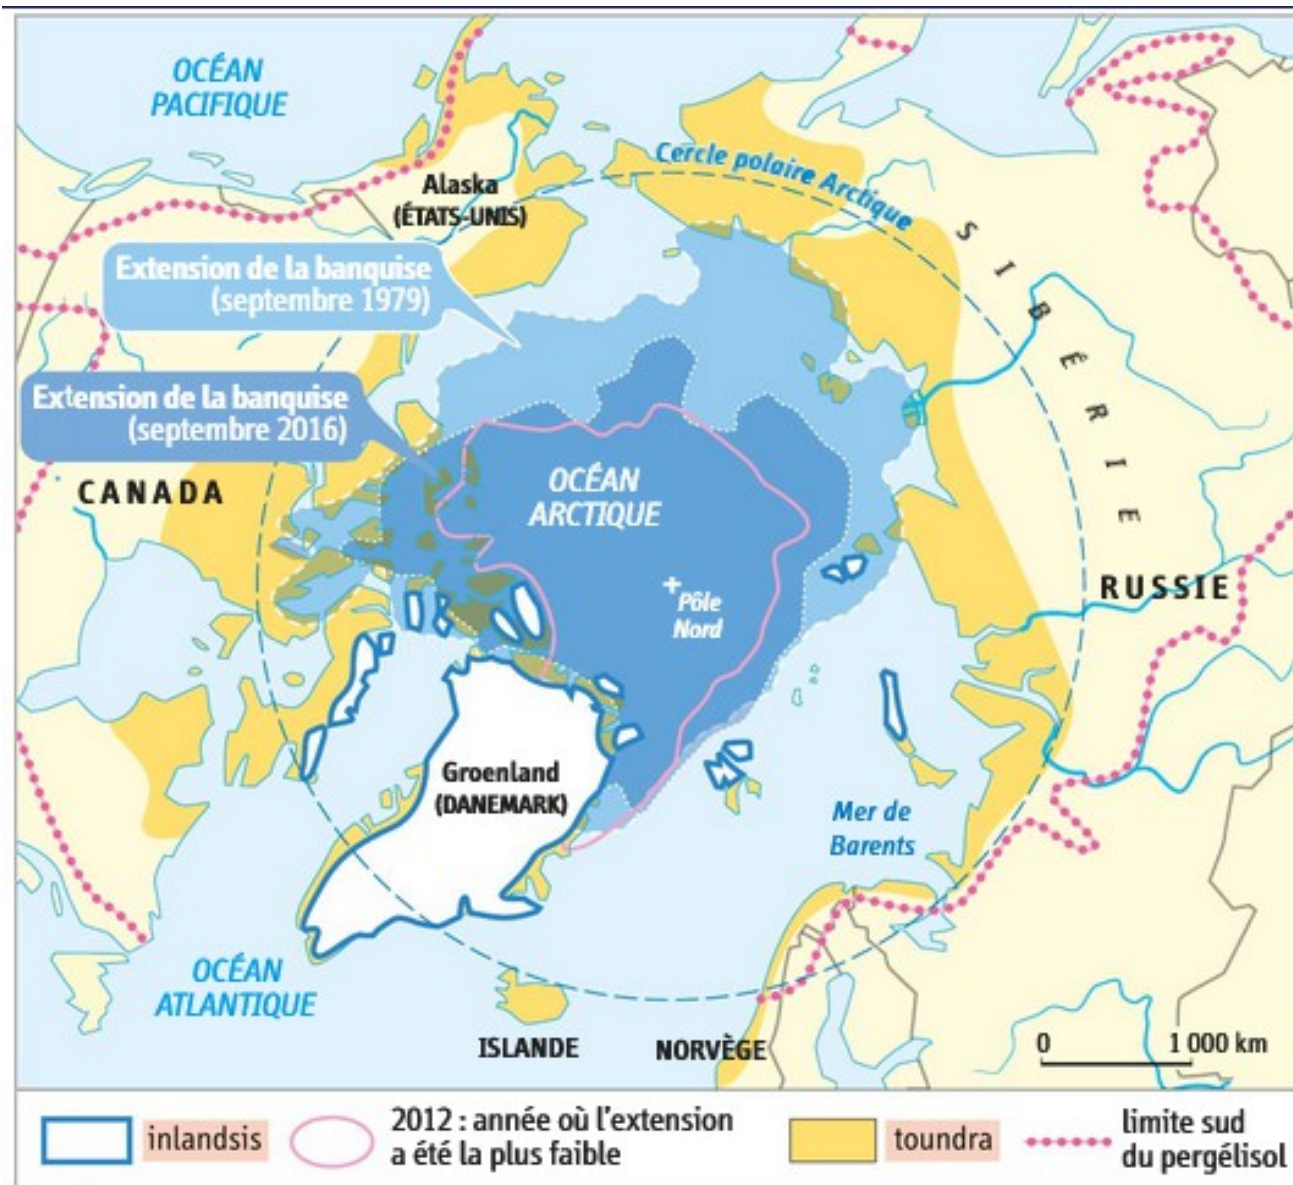 OCÉAN
PACIFIQUE
Cercle polaire Arctique
Alaska
(ÉTATS-UNIS)
SIBÉRIE
Extension de la banquise
(septembre 1979)
Extension de la banquise
(septembre 2016)
CANADA
OCÉAN
ARCTIQUE
Pôle
Nord
RUSSIE
Groenland
(DANEMARK)
Mer de
Barents
OCÉAN
ATLANTIQUE
ISLANDE
NORVÈGE
0 1 000 km
inlandsis
2012 : année où l'extension
a été la plus faible
toundra
limite sud
du pergélisol